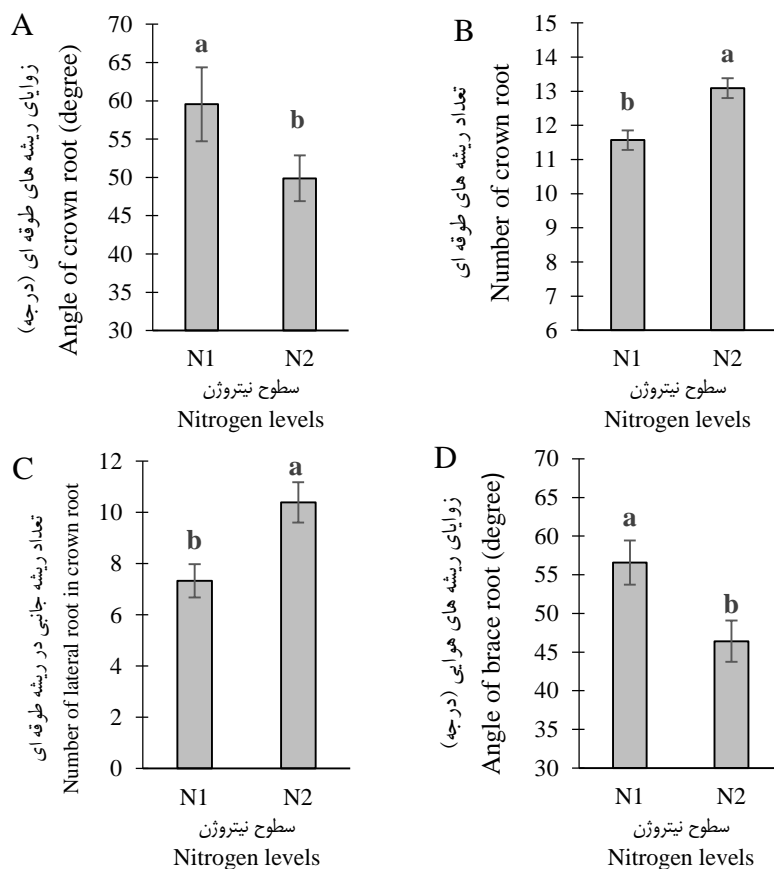 A
زوایای ریشه های طوقه ای (درجه)
Angle of crown root (degree)
70
65
60
55
50
45
40
35
30
a
b
N1
N2
سطوح نیتروژن
Nitrogen levels
B
تعداد ریشه های طوقه ای
Number of crown root
15
14
13
12
11
10
9
8
7
6
b
a
N1
N2
سطوح نیتروژن
Nitrogen levels
C
تعداد ریشه جانبی در ریشه طوقه ای
Number of lateral root in crown root
12
10
8
6
4
2
0
b
a
N1
N2
سطوح نیتروژن
Nitrogen levels
D
زوایای ریشه های هوایی (درجه)
Angle of brace root (degree)
70
65
60
55
50
45
40
35
30
a
b
N1
N2
سطوح نیتروژن
Nitrogen levels